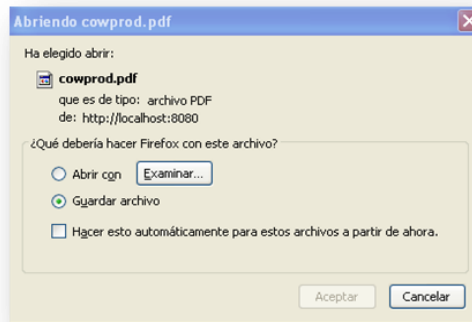 Abriendo cowprod.pdf
Ha elegido abrir:
cowprod.pdf
que es de tipo: archivo PDF
de: http://localhost:8080
¿Qué debería hacer Firefox con este archivo?
Abrir con Examinar...
Guardar archivo
Hacer esto automáticamente para estos archivos a partir de ahora.
Aceptar Cancelar